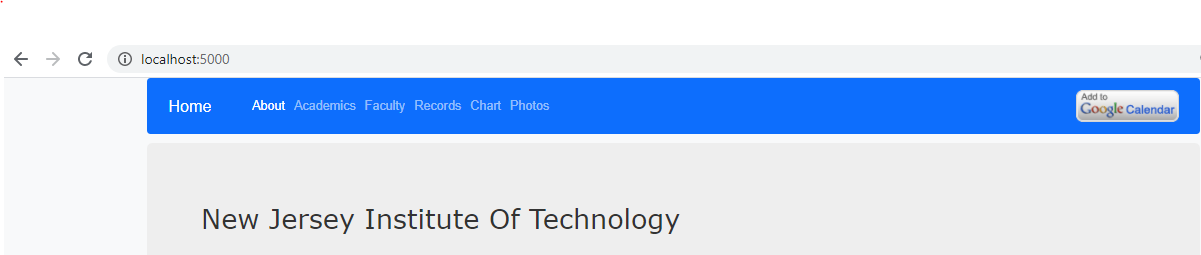 localhost:5000
Home About Academics Faculty Records Chart Photos
Add to
Google Calendar
New Jersey Institute Of Technology